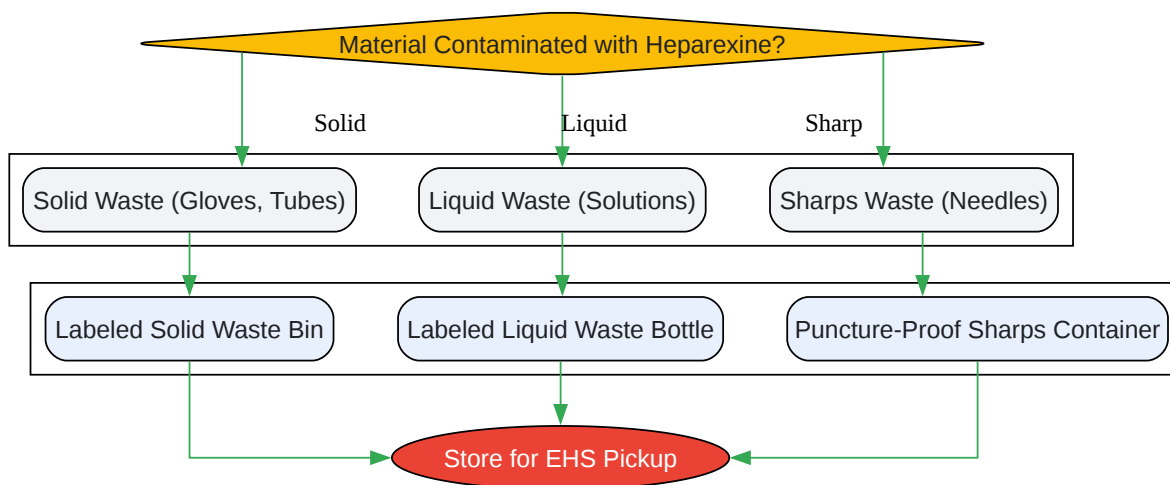 Material Contaminated with Heparexine?
Solid
Liquid
Sharp
Solid Waste (Gloves, Tubes)
Liquid Waste (Solutions)
Sharps Waste (Needles)
Labeled Solid Waste Bin
Labeled Liquid Waste Bottle
Puncture-Proof Sharps Container
Store for EHS Pickup